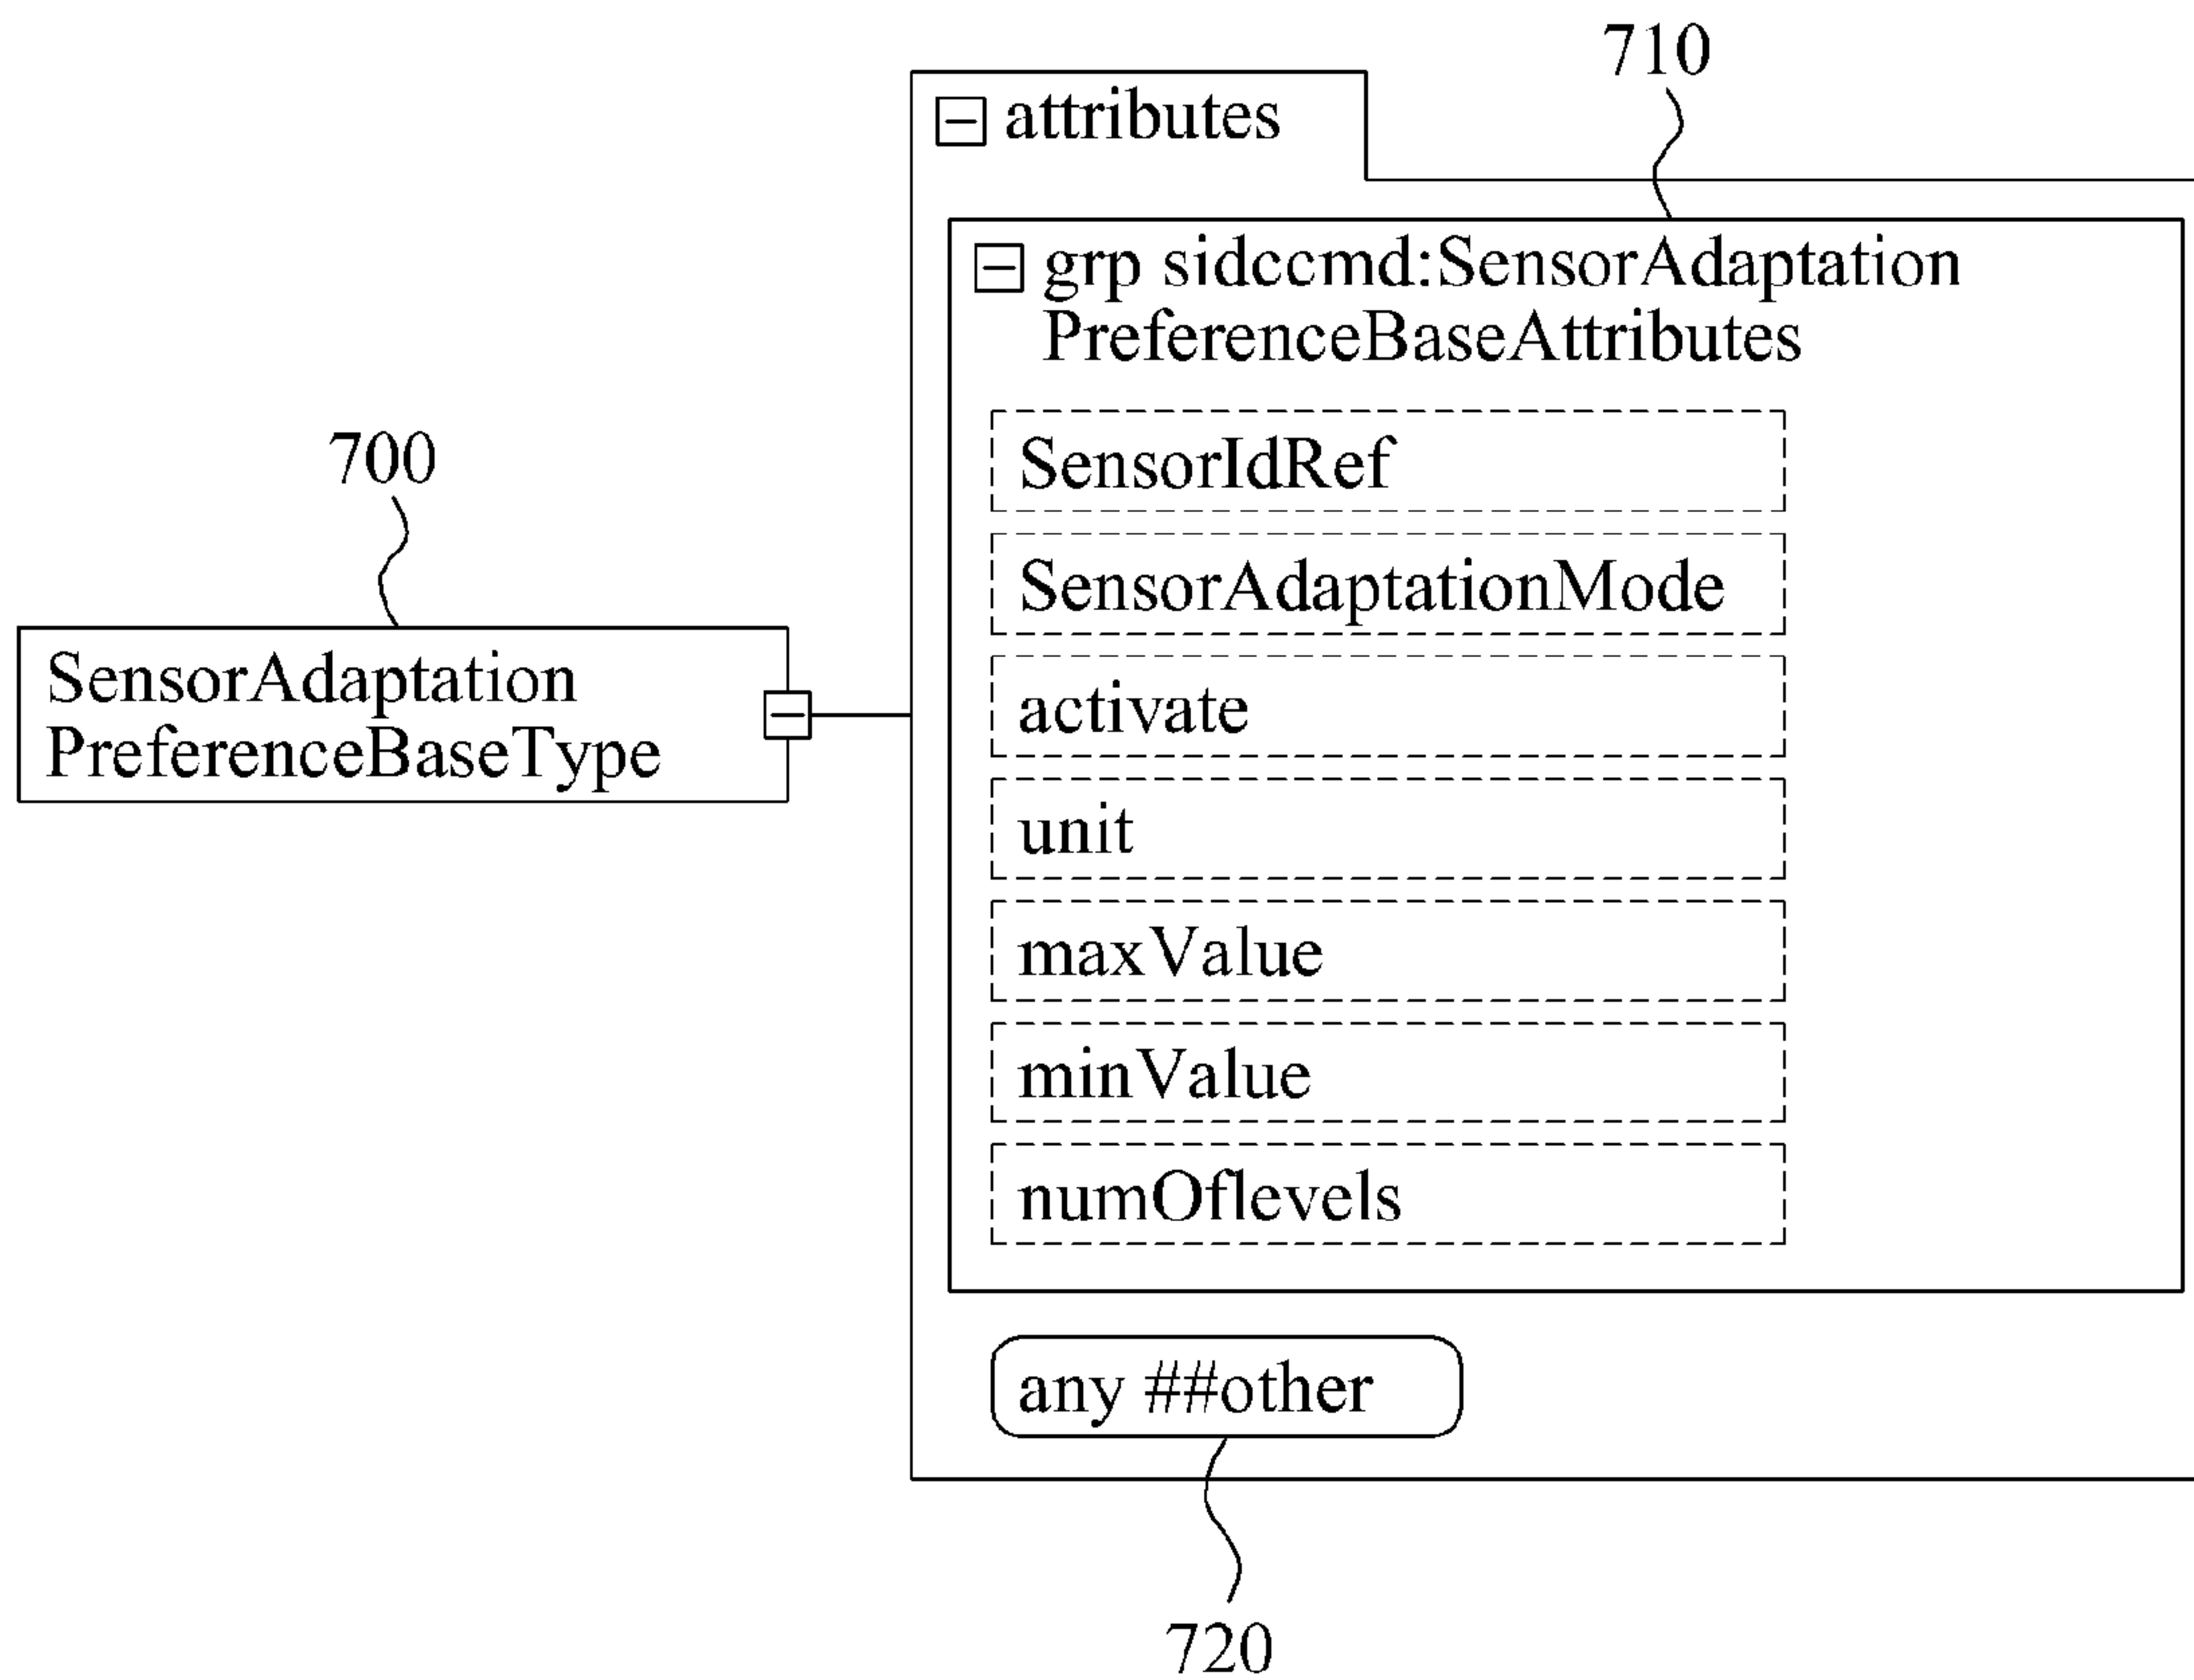 710
attributes
grp sidccmd:SensorAdaptation
PreferenceBaseAttributes
700
SensorIdRef
SensorAdaptationMode
SensorAdaptation
PreferenceBaseType
activate
unit
maxValue
minValue
numOflevels
any ##other
720